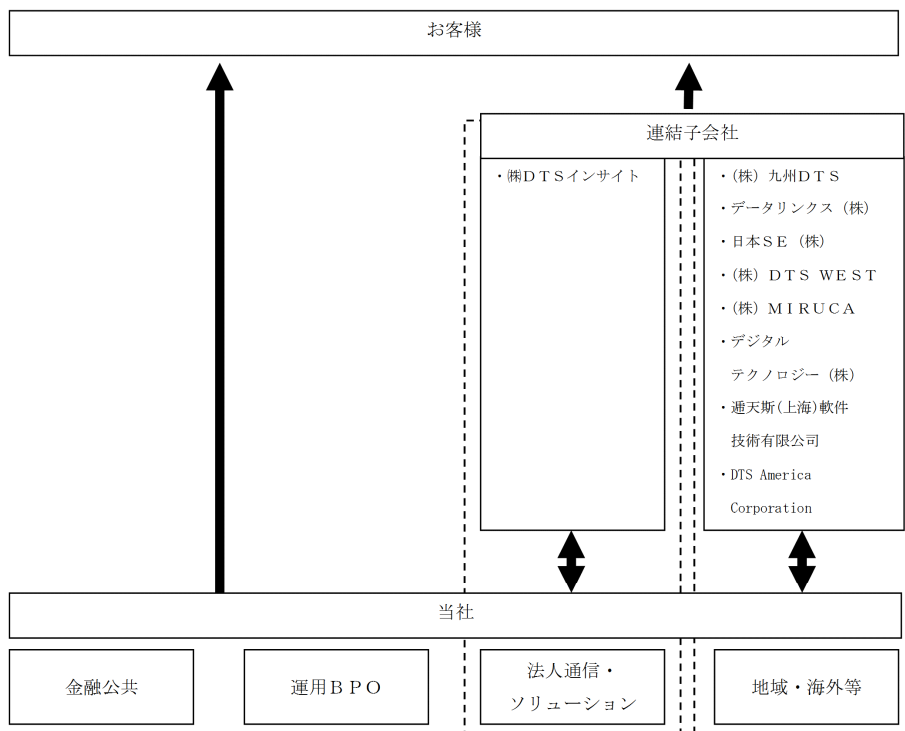 お客様
連結子会社
・㈱ＤＴＳインサイト
・（株）九州ＤＴＳ
・データリンクス（株）
・日本ＳＥ（株）
・（株）ＤＴＳ ＷＥＳＴ
・（株）ＭＩＲＵＣＡ
・デジタル
テクノロジー（株）
・逓天斯(上海)軟件
技術有限公司
・DTS America
Corporation
当社
金融公共
運用ＢＰＯ
法人通信・
ソリューション
地域・海外等